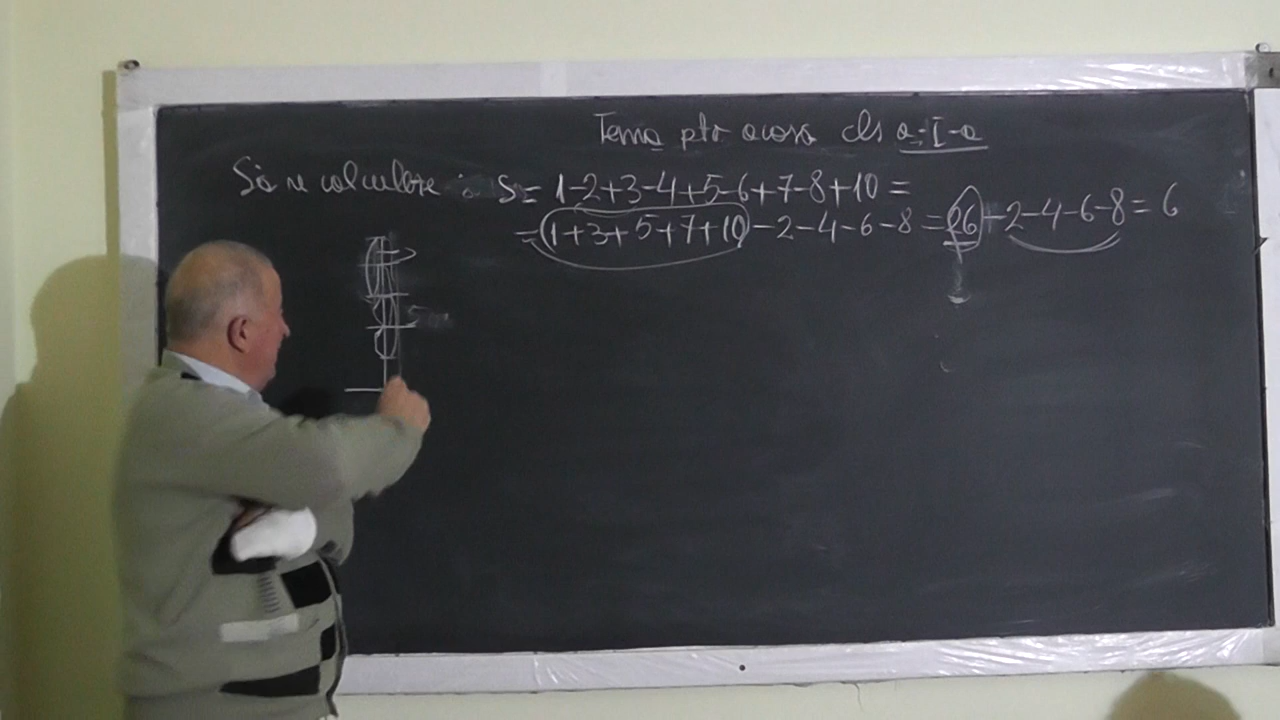 Tema ptr acasa cls a-I-a
Să se calculeze : S = 1-2+3-4+5-6+7-8+10 =
= (1+3+5+7+10) -2-4-6-8 = 26 -2-4-6-8 = 6